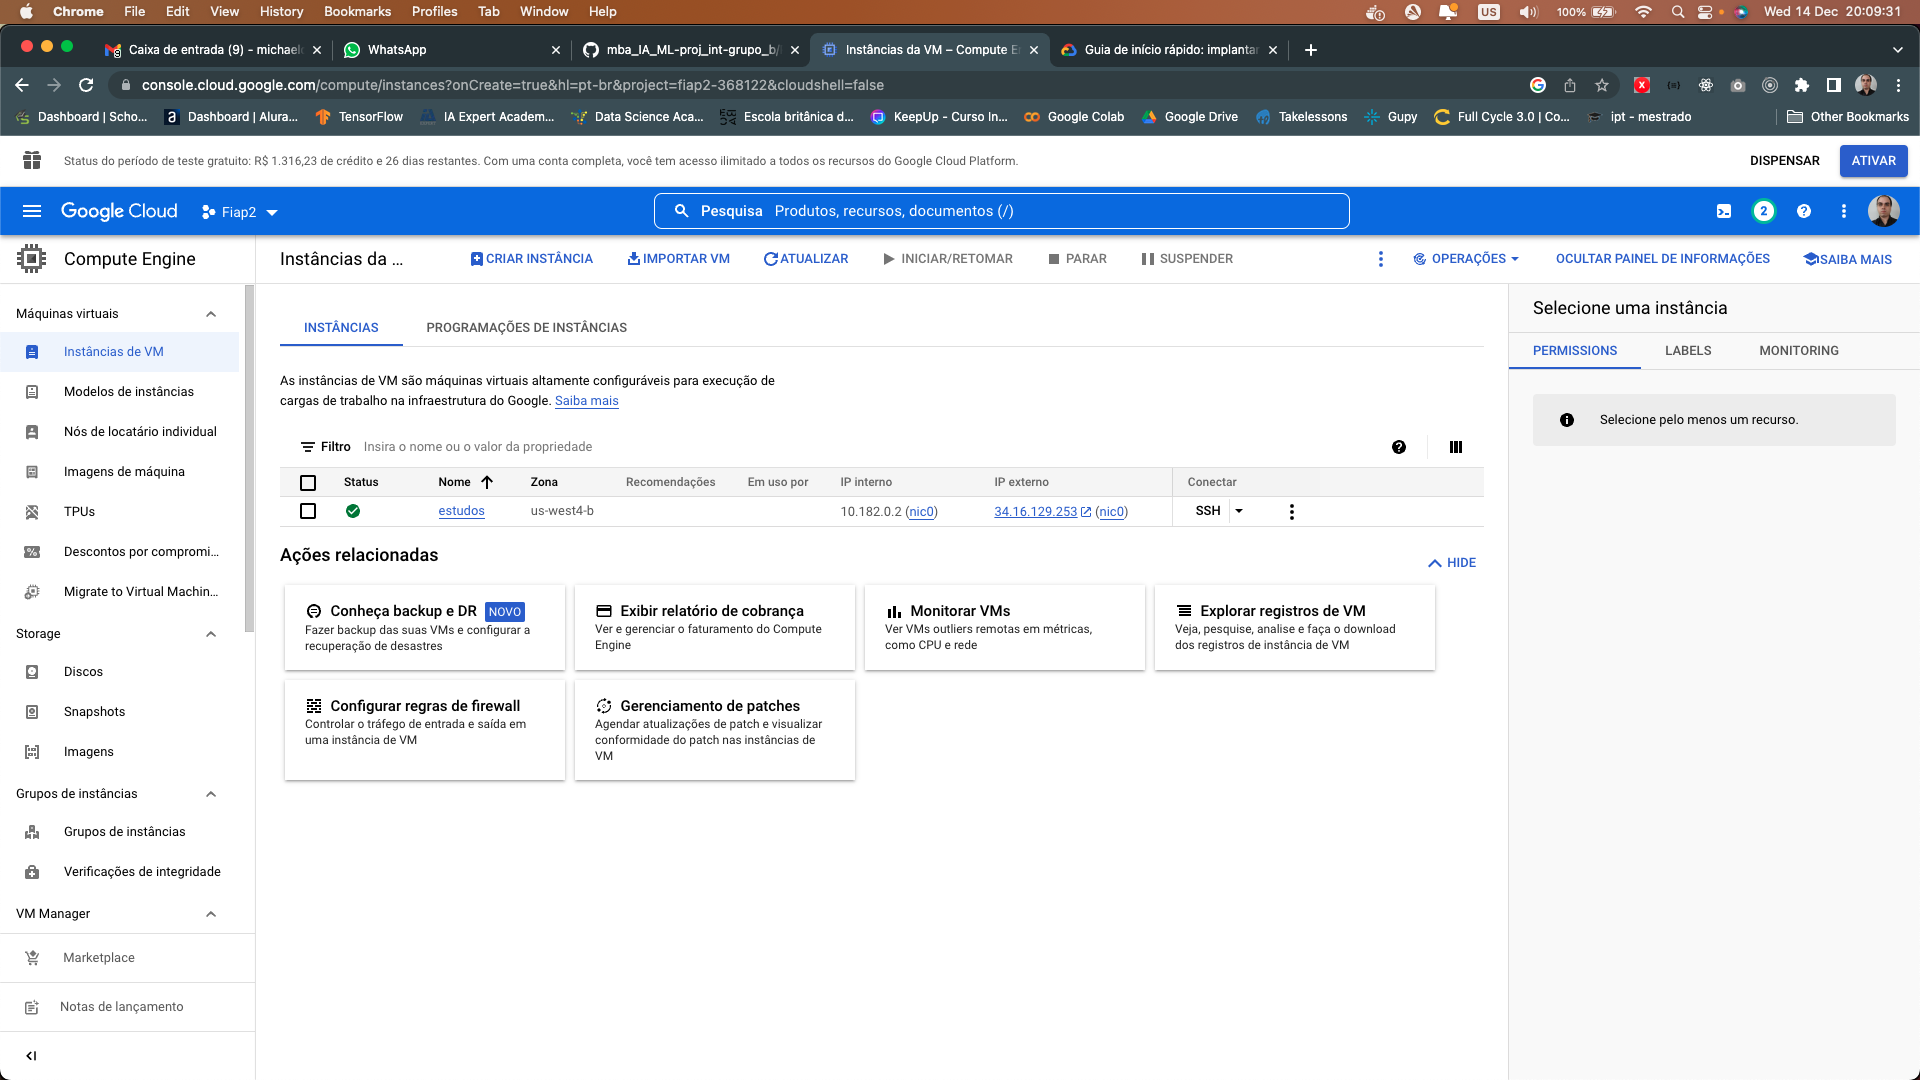 Chrome File Edit View History Bookmarks Profiles Tab Window Help US 100% Wed 14 Dec 20:09:31
Caixa de entrada (9) - michael WhatsApp mba_IA_ML-proj_int-grupo_b/ Instâncias da VM – Compute E Guia de início rápido: implantar
console.cloud.google.com/compute/instances?onCreate=true&hl=pt-br&project=fiap2-368122&cloudshell=false
Dashboard | Scho... Dashboard | Alura... TensorFlow IA Expert Academ... Data Science Aca... Escola britânica d... KeepUp - Curso In... Google Colab Google Drive Takelessons Gupy Full Cycle 3.0 | Co... ipt - mestrado Other Bookmarks
Status do período de teste gratuito: R$ 1.316,23 de crédito e 26 dias restantes. Com uma conta completa, você tem acesso ilimitado a todos os recursos do Google Cloud Platform. DISPENSAR ATIVAR
Google Cloud Fiap2 Pesquisa Produtos, recursos, documentos (/) 2
Compute Engine Instâncias da ... CRIAR INSTÂNCIA IMPORTAR VM ATUALIZAR INICIAR/RETOMAR PARAR SUSPENDER OPERAÇÕES OCULTAR PAINEL DE INFORMAÇÕES SAIBA MAIS
Máquinas virtuais
Instâncias de VM
Modelos de instâncias
Nós de locatário individual
Imagens de máquina
TPUs
Descontos por compromi...
Migrate to Virtual Machin...
Storage
Discos
Snapshots
Imagens
Grupos de instâncias
Grupos de instâncias
Verificações de integridade
VM Manager
Marketplace
Notas de lançamento
INSTÂNCIAS PROGRAMAÇÕES DE INSTÂNCIAS
As instâncias de VM são máquinas virtuais altamente configuráveis para execução de
cargas de trabalho na infraestrutura do Google. Saiba mais
Filtro Insira o nome ou o valor da propriedade
Status Nome Zona Recomendações Em uso por IP interno IP externo Conectar
estudos us-west4-b 10.182.0.2 (nic0) 34.16.129.253 (nic0) SSH
Ações relacionadas
HIDE
Conheça backup e DR NOVO
Fazer backup das suas VMs e configurar a
recuperação de desastres
Exibir relatório de cobrança
Ver e gerenciar o faturamento do Compute
Engine
Monitorar VMs
Ver VMs outliers remotas em métricas,
como CPU e rede
Explorar registros de VM
Veja, pesquise, analise e faça o download
dos registros de instância de VM
Configurar regras de firewall
Controlar o tráfego de entrada e saída em
uma instância de VM
Gerenciamento de patches
Agendar atualizações de patch e visualizar
conformidade do patch nas instâncias de
VM
Selecione uma instância
PERMISSIONS LABELS MONITORING
Selecione pelo menos um recurso.